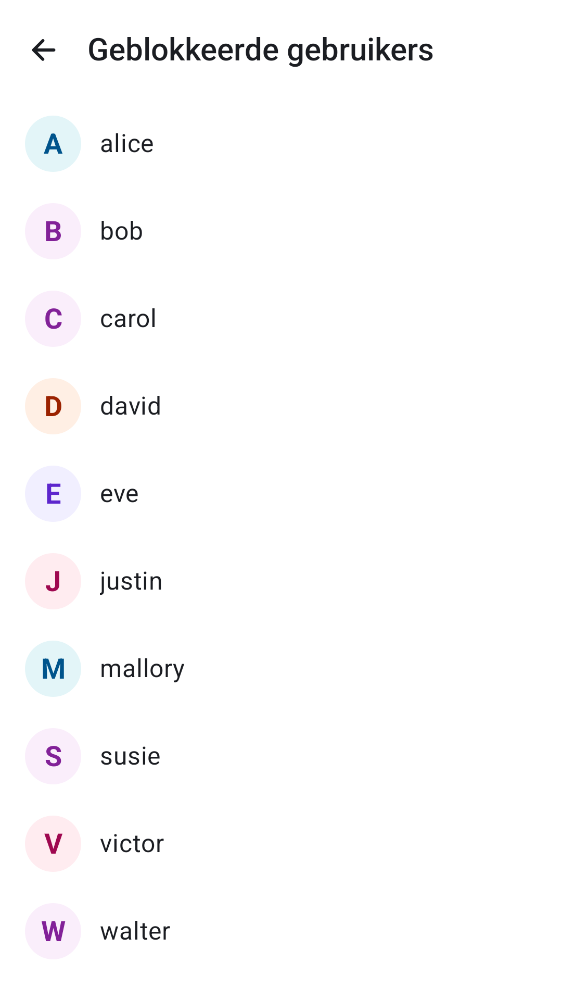 Geblokkeerde gebruikers
A alice
B bob
C carol
D david
E eve
J justin
M mallory
S susie
V victor
W walter